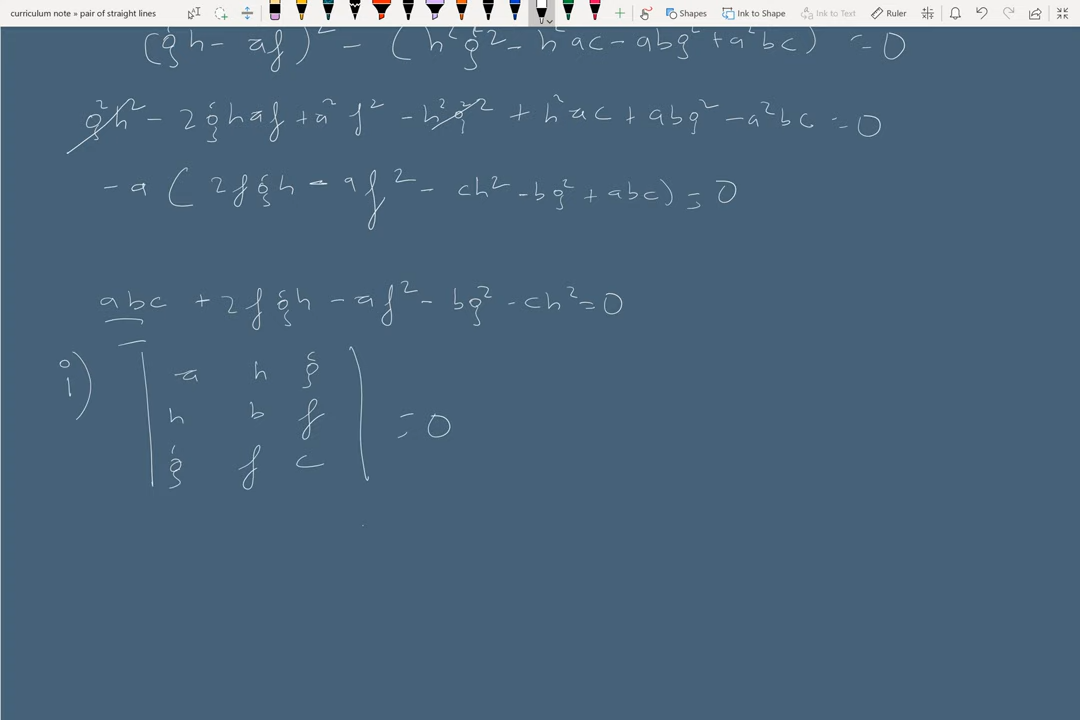 curriculum note » pair of straight lines
Shapes Ink to Shape Ink to Text Ruler
(gh - af)² - (h²g² - h²ac - abg² + a²bc) = 0
g²h² - 2ghaf + a²f² - h²g² + h²ac + abg² - a²bc = 0
-a (2fgh - af² - ch² - bg² + abc) = 0
abc + 2fgh - af² - bg² - ch² = 0
i) | a h g |
| h b f | = 0
| g f c |